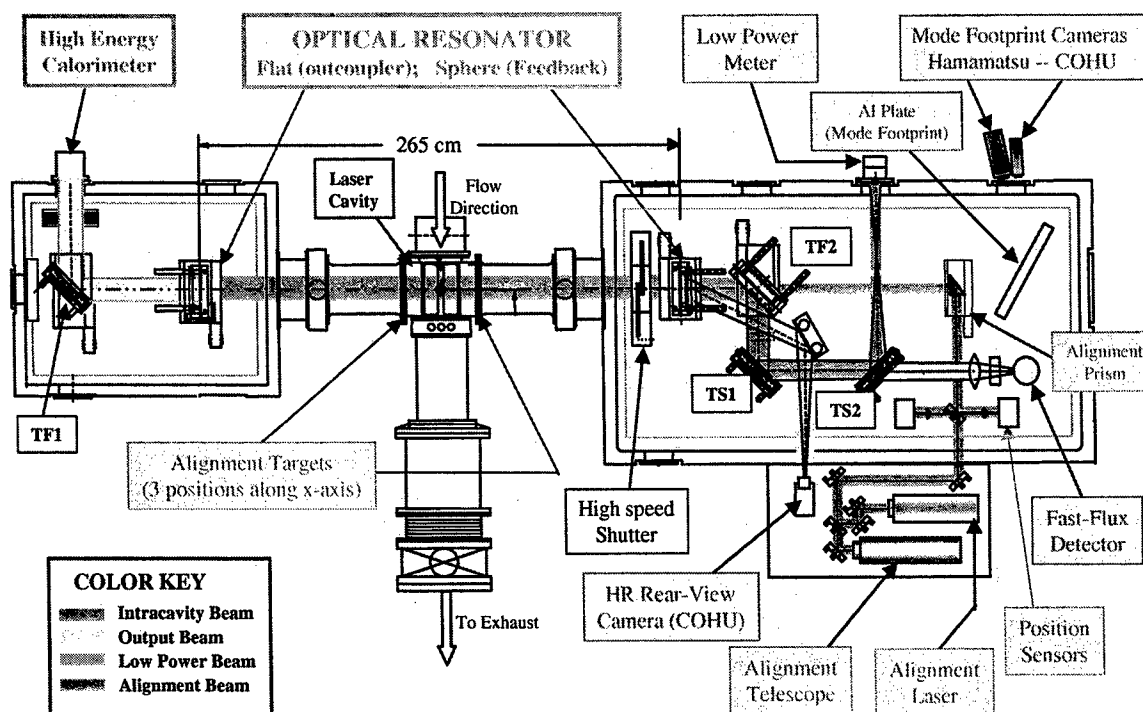 High Energy
Calorimeter
OPTICAL RESONATOR
Flat (outcoupler); Sphere (Feedback)
Low Power
Meter
Mode Footprint Cameras
Hamamatsu -- COHU
Al Plate
(Mode Footprint)
265 cm
Laser
Cavity
Flow
Direction
TF2
TF1
TS1
TS2
Alignment
Prism
Alignment Targets
(3 positions along x-axis)
High speed
Shutter
Fast-Flux
Detector
HR Rear-View
Camera (COHU)
Position
Sensors
To Exhaust
Alignment
Telescope
Alignment
Laser
COLOR KEY
Intracavity Beam
Output Beam
Low Power Beam
Alignment Beam